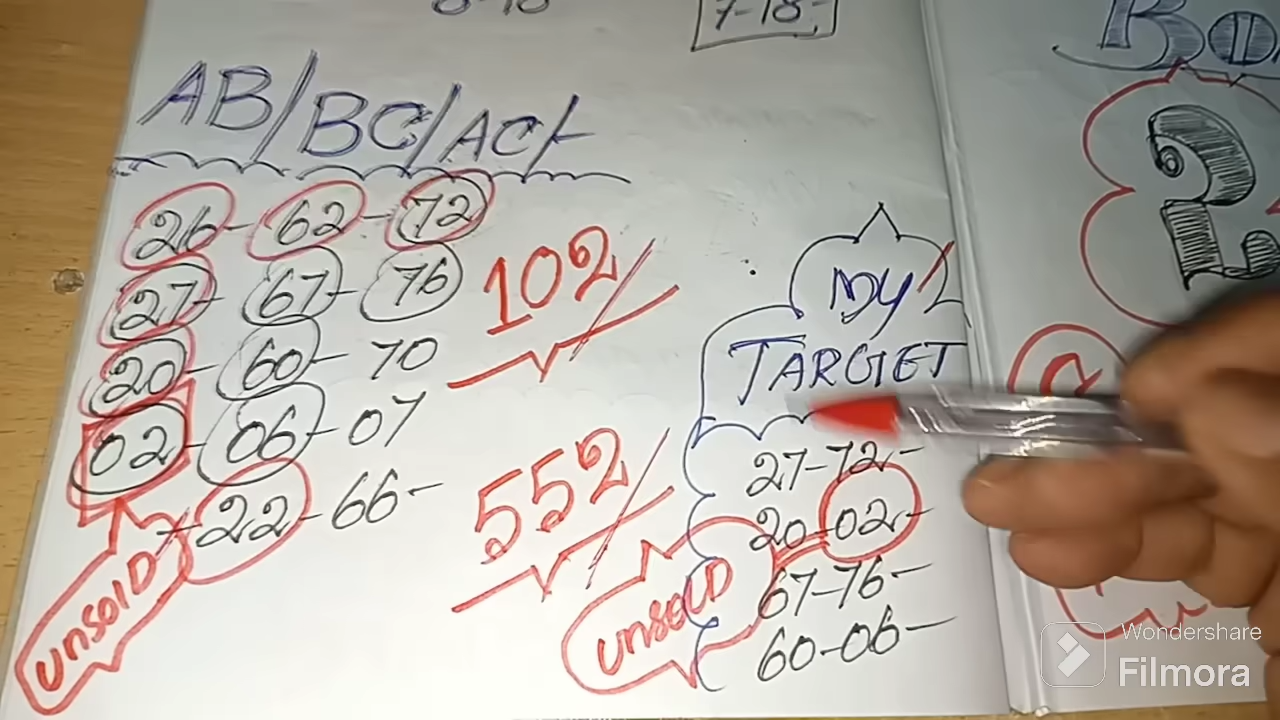 7-18-
AB/BC/AC/-
26-62-72
27-67-76
20-60-70
02-06-07
22-66-
unsolD
102/
552/
MY
TARGET
27-72-
20-02-
67-76-
60-06-
unsoLD
2
Wondershare
Filmora